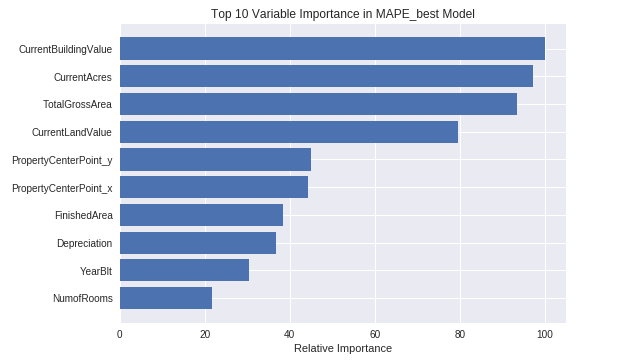 Top 10 Variable Importance in MAPE_best Model
CurrentBuildingValue
CurrentAcres
TotalGrossArea
CurrentLandValue
PropertyCenterPoint_y
PropertyCenterPoint_x
FinishedArea
Depreciation
YearBlt
NumofRooms
0 20 40 60 80 100
Relative Importance